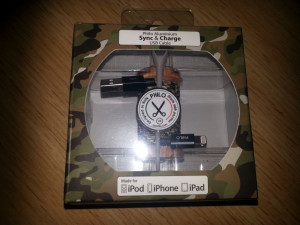 Philo Aluminium
Sync & Charge
USB Cable
PHILO
Made for
iPod iPhone iPad